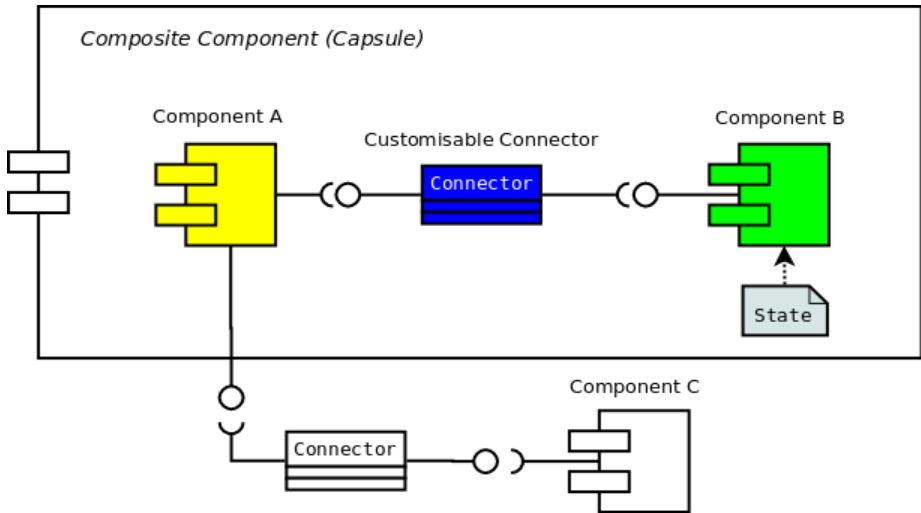 Composite Component (Capsule)
Component A
Customisable Connector
Component B
Connector
State
Component C
Connector